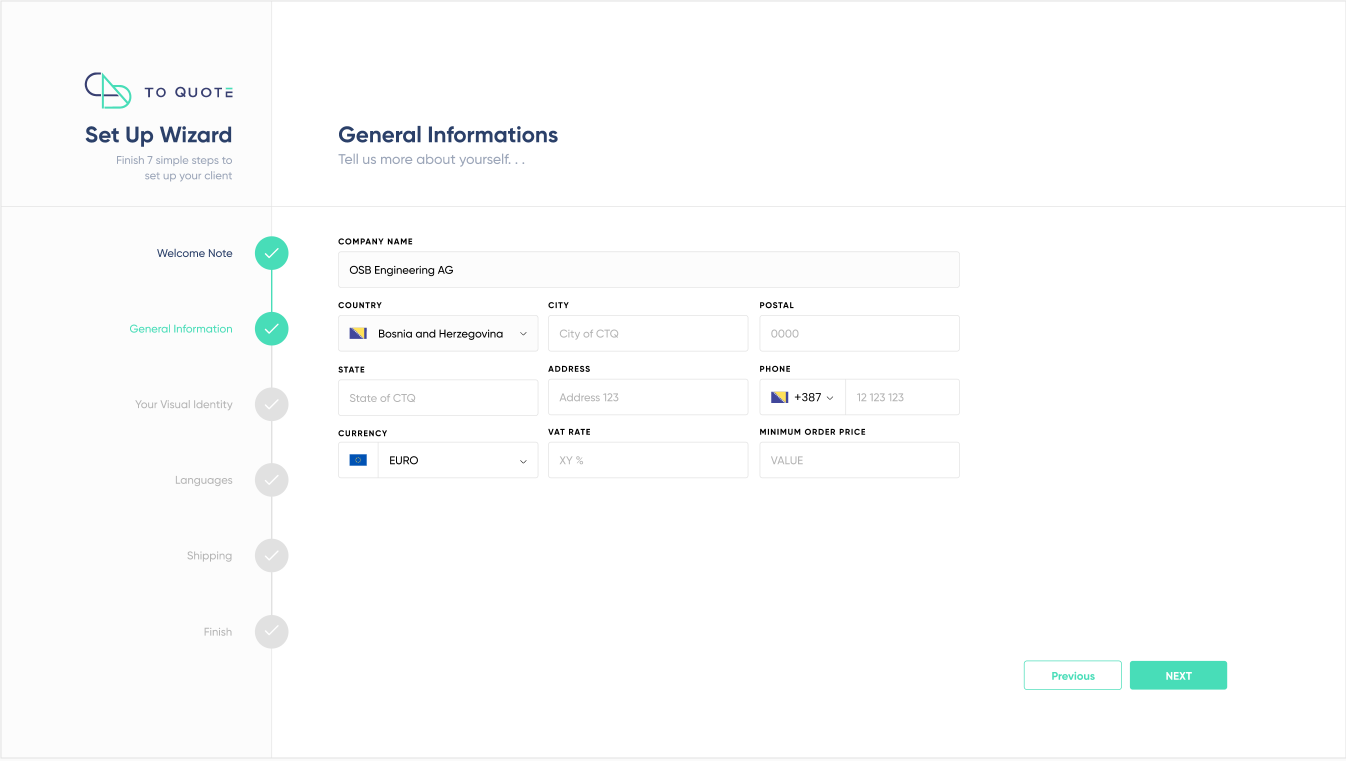 TO QUOTE
Set Up Wizard
Finish 7 simple steps to
set up your client
General Informations
Tell us more about yourself. . .
Welcome Note
General Information
Your Visual Identity
Languages
Shipping
Finish
COMPANY NAME
OSB Engineering AG
COUNTRY
CITY
POSTAL
Bosnia and Herzegovina
City of CTQ
0000
STATE
ADDRESS
PHONE
State of CTQ
Address 123
+387
12 123 123
CURRENCY
VAT RATE
MINIMUM ORDER PRICE
EURO
XY %
VALUE
Previous
NEXT